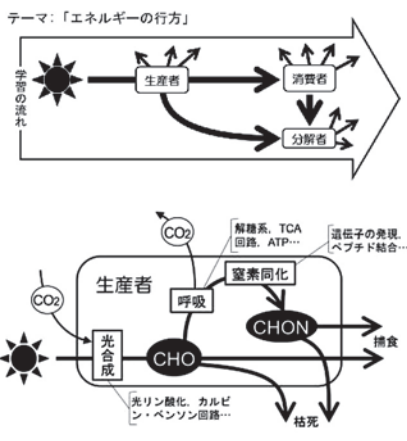 テーマ:「エネルギーの行方」
学習の流れ
生産者
消費者
分解者
CO2
解糖系，TCA
回路，ATP…
遺伝子の発現，
ペプチド結合…
生産者
窒素同化
呼吸
CO2
CHON
捕食
光合成
CHO
光リン酸化，カルビ
ン・ベンソン回路…
枯死